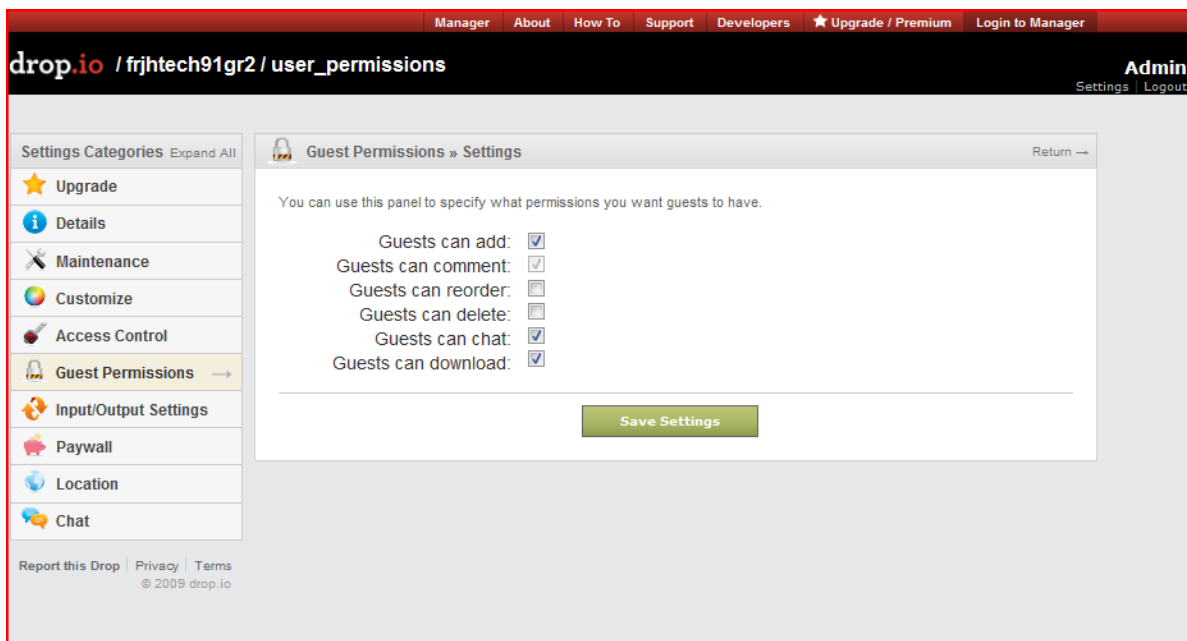 Manager About How To Support Developers Upgrade / Premium Login to Manager
drop.io / frjhtech91gr2 / user_permissions
Admin
Settings | Logout
Settings Categories Expand All
Upgrade
Details
Maintenance
Customize
Access Control
Guest Permissions →
Input/Output Settings
Paywall
Location
Chat
Report this Drop | Privacy | Terms
© 2009 drop.io
Guest Permissions » Settings
Return →
You can use this panel to specify what permissions you want guests to have.
Guests can add:
Guests can comment:
Guests can reorder:
Guests can delete:
Guests can chat:
Guests can download:
Save Settings